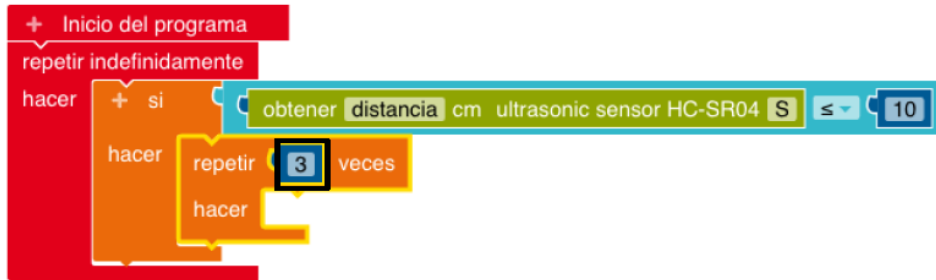 + Inicio del programa
repetir indefinidamente
hacer + si obtener distancia cm ultrasonic sensor HC-SR04 S ≤ 10
hacer repetir 3 veces
hacer